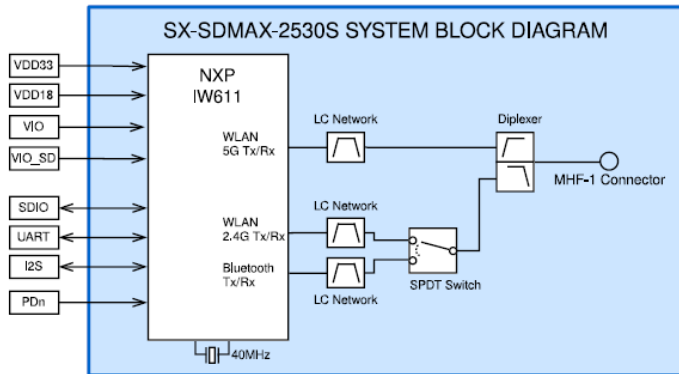 SX-SDMAX-2530S SYSTEM BLOCK DIAGRAM
VDD33
VDD18
VIO
VIO_SD
SDIO
UART
I2S
PDn
NXP
IW611
WLAN
5G Tx/Rx
WLAN
2.4G Tx/Rx
Bluetooth
Tx/Rx
40MHz
LC Network
LC Network
LC Network
SPDT Switch
Diplexer
MHF-1 Connector